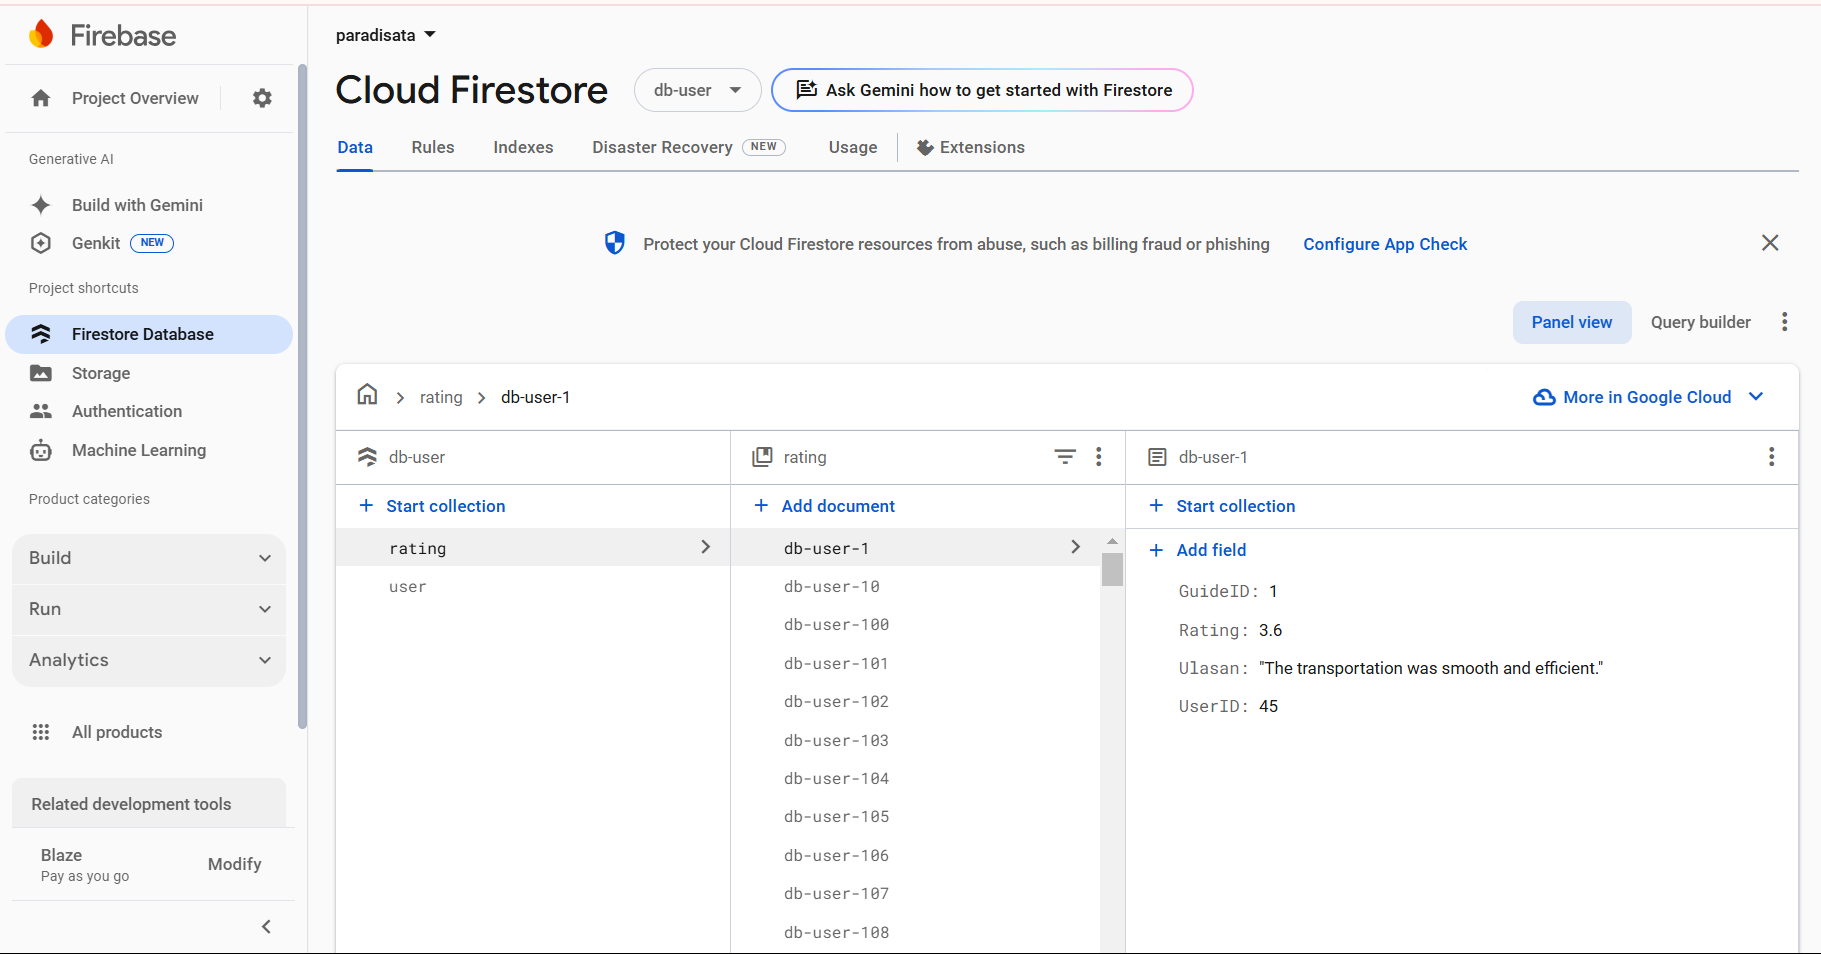 Firebase
Project Overview
Generative AI
Build with Gemini
Genkit NEW
Project shortcuts
Firestore Database
Storage
Authentication
Machine Learning
Product categories
Build
Run
Analytics
All products
Related development tools
Blaze
Pay as you go
Modify
paradisata
Cloud Firestore
db-user
Ask Gemini how to get started with Firestore
Data Rules Indexes Disaster Recovery NEW Usage Extensions
Protect your Cloud Firestore resources from abuse, such as billing fraud or phishing Configure App Check
Panel view Query builder
rating db-user-1
More in Google Cloud
db-user
Start collection
rating
user
rating
Add document
db-user-1
db-user-10
db-user-100
db-user-101
db-user-102
db-user-103
db-user-104
db-user-105
db-user-106
db-user-107
db-user-108
db-user-1
Start collection
Add field
GuideID: 1
Rating: 3.6
Ulasan: "The transportation was smooth and efficient."
UserID: 45